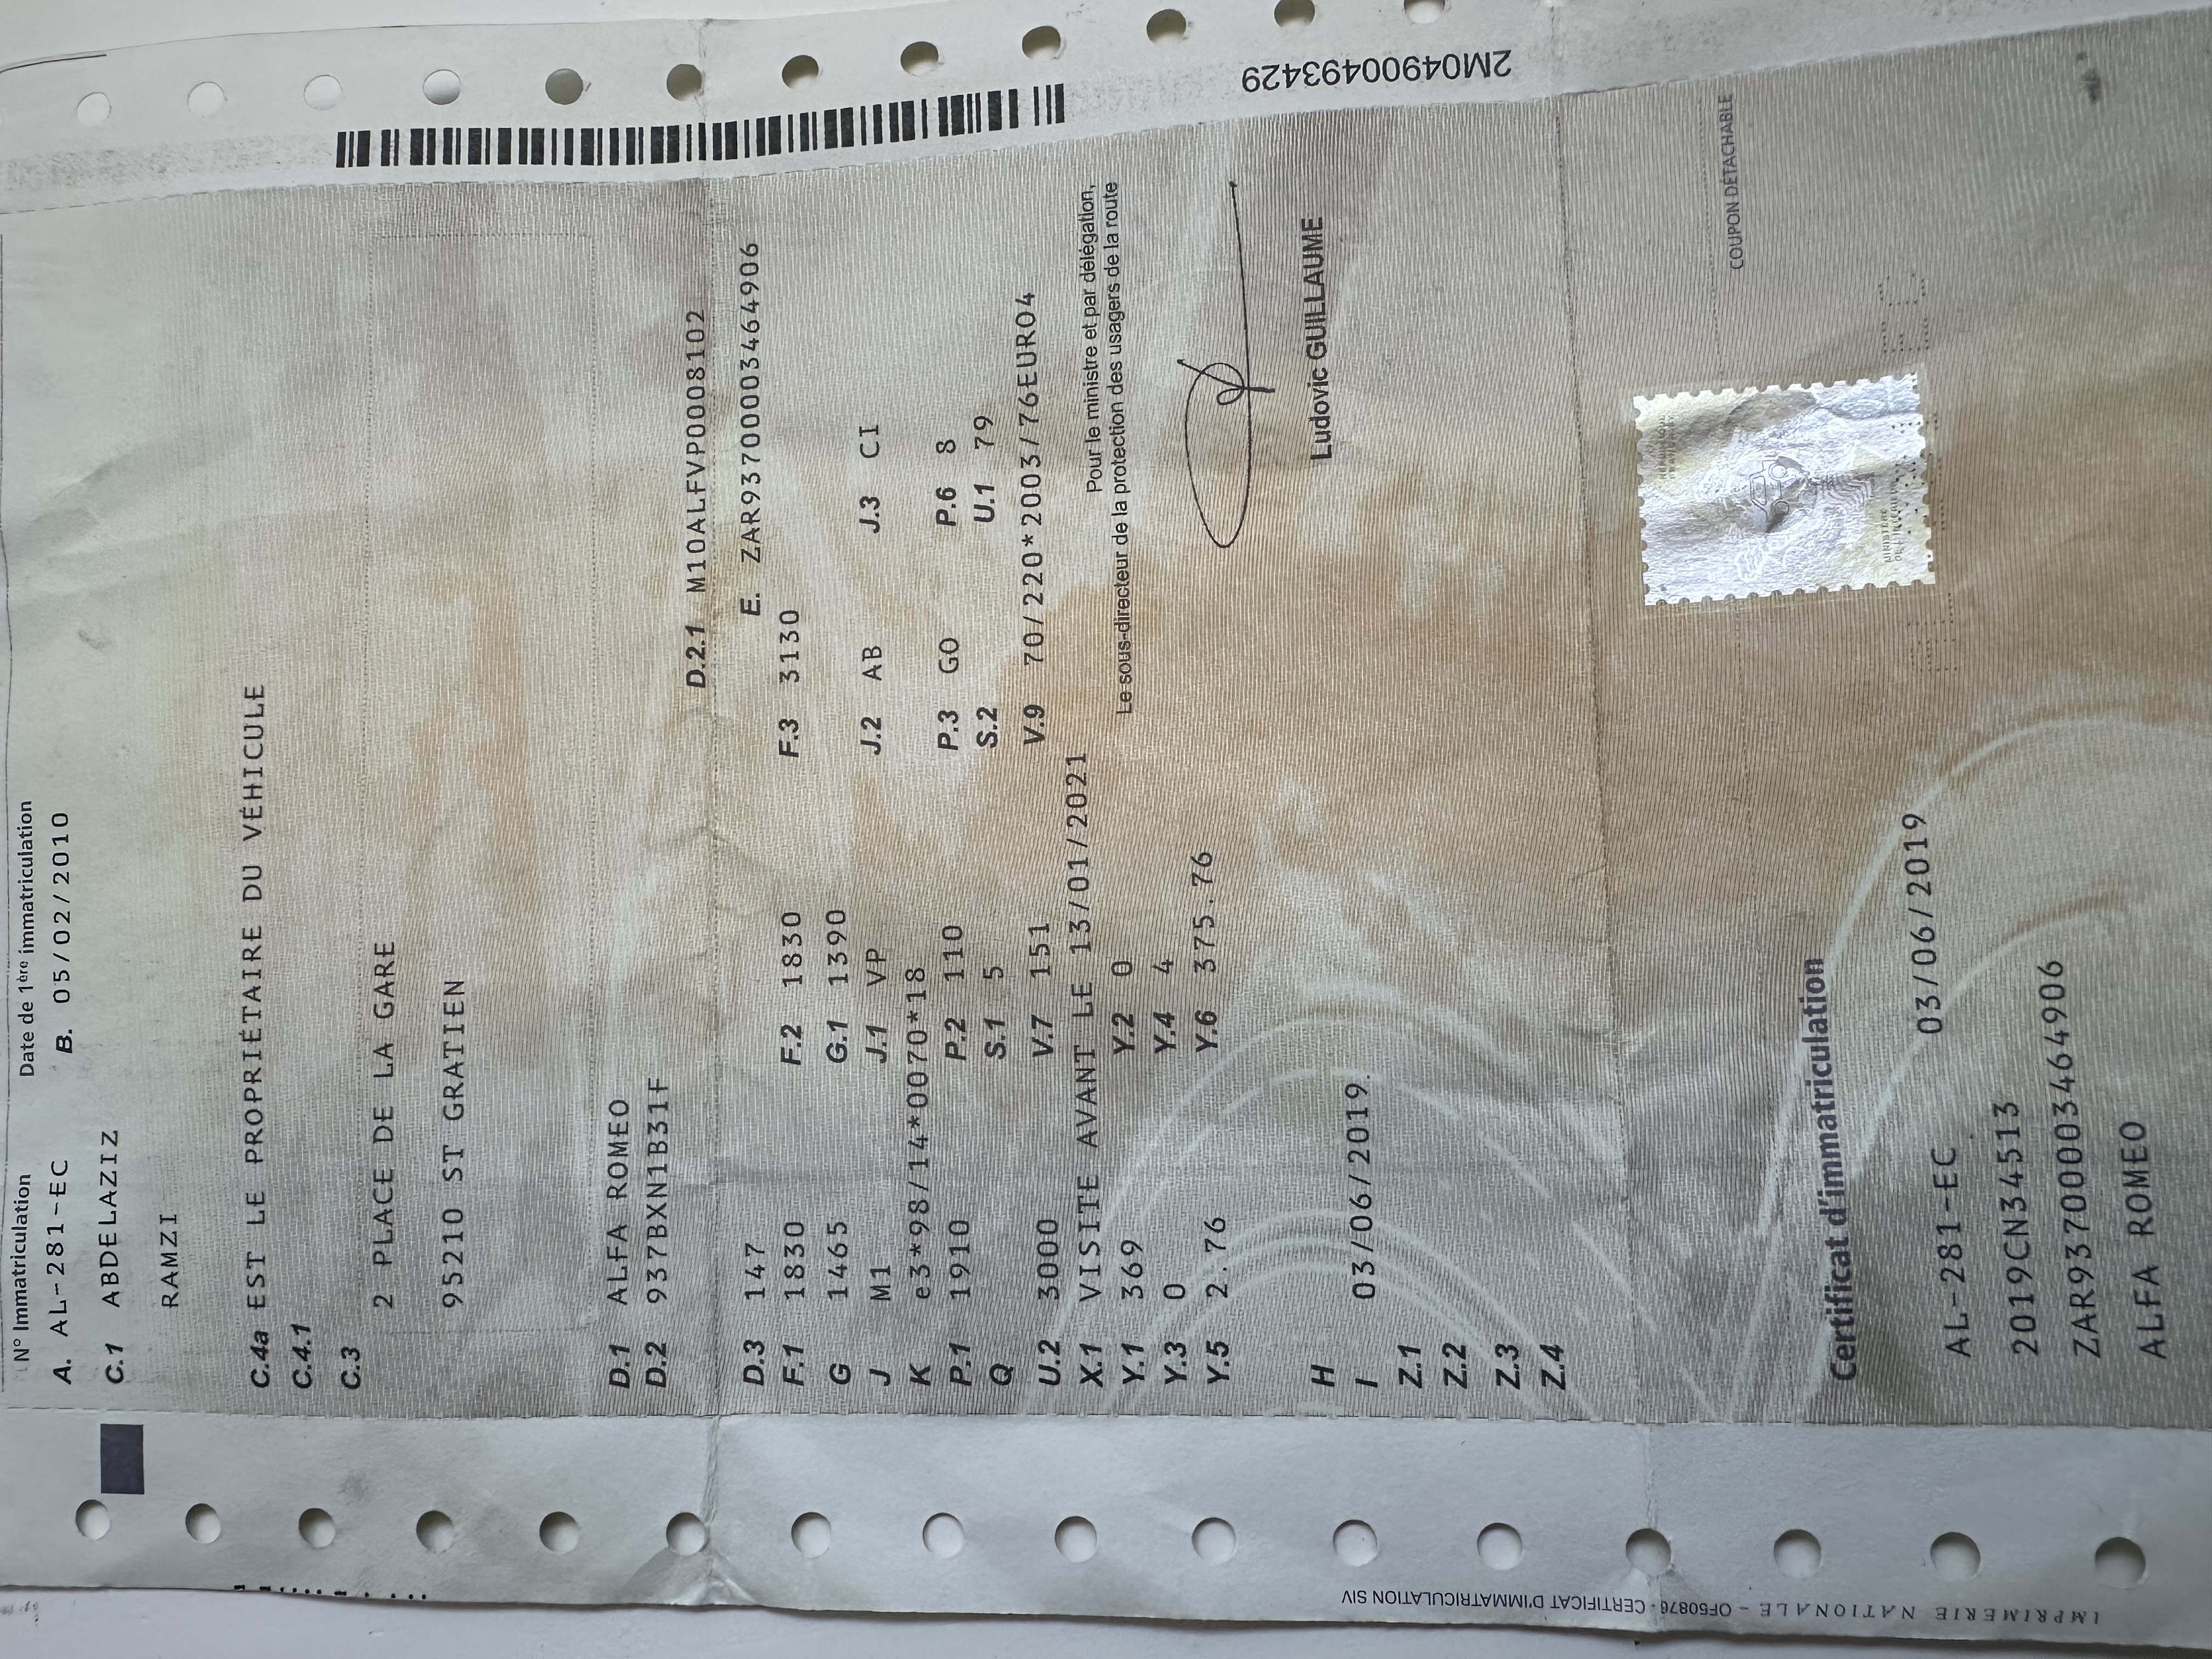 N° Immatriculation Date de 1ère immatriculation
A. AL-281-EC B. 05/02/2010
C.1 ABDELAZIZ
RAMZI
C.4a EST LE PROPRIÉTAIRE DU VÉHICULE
C.4.1
C.3
2 PLACE DE LA GARE
95210 ST GRATIEN
D.1 ALFA ROMEO
D.2 937BXN1B31F D.2.1 M10ALFVP0008102
D.3 147 E. ZAR93700003464906
F.1 1830 F.2 1830 F.3 3130
G 1465 G.1 1390
J M1 J.1 VP J.2 AB J.3 CI
K e3*98/14*0070*18
P.1 1910 P.2 110 P.3 GO P.6 8
Q S.1 5 S.2 U.1 79
U.2 3000 V.7 151 V.9 70/220*2003/76EURO4
X.1 VISITE AVANT LE 13/01/2021
Pour le ministre et par délégation,
Le sous-directeur de la protection des usagers de la route
Y.1 369 Y.2 0
Y.3 0 Y.4 4
Y.5 2.76 Y.6 375.76
Ludovic GUILLAUME
H
I 03/06/2019.
Z.1
Z.2
Z.3
Z.4
COUPON DÉTACHABLE
Certificat d'immatriculation
AL-281-EC 03/06/2019
2019CN34513
ZAR93700003464906
ALFA ROMEO
MINISTÈRE
2M04900493429
IMPRIMERIE NATIONALE – OF50876 - CERTIFICAT D'IMMATRICULATION SIV